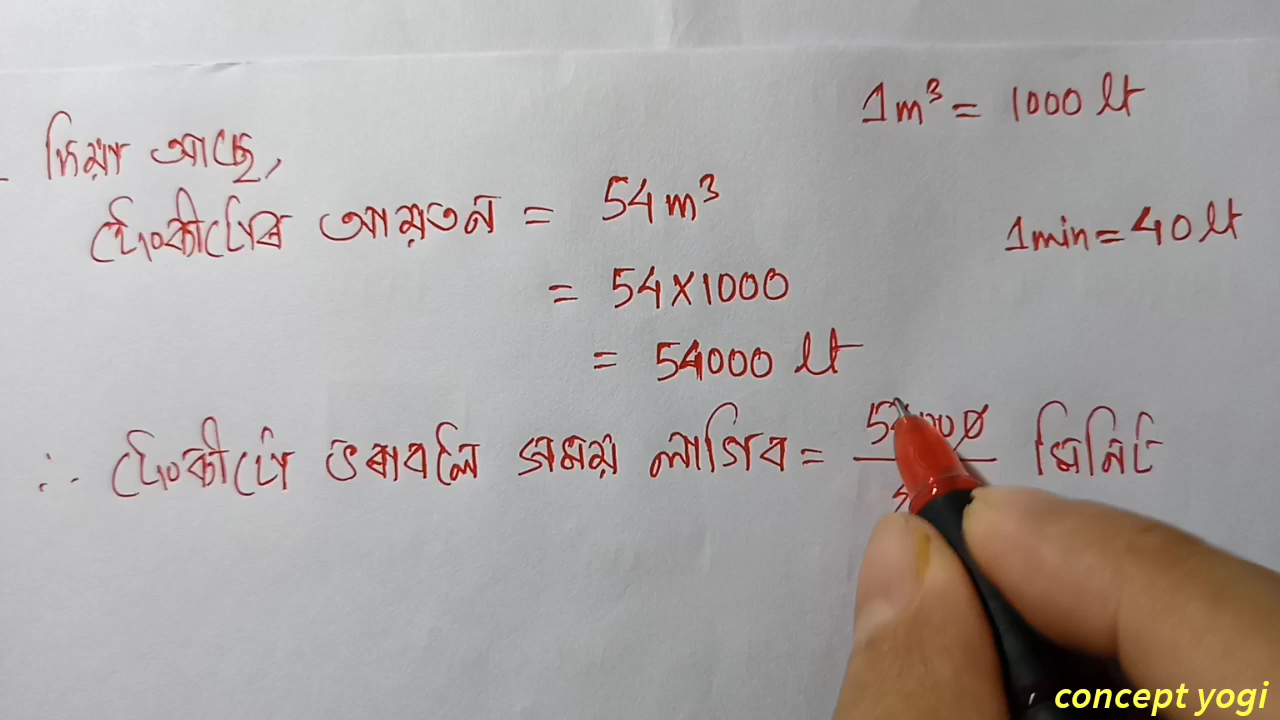 দিয়া আছে,
1m³ = 1000 lt
টেংকীটোৰ আয়তন = 54 m³
1min = 40 lt
= 54×1000
= 54000 lt
∴ টেংকীটো ভৰাবলৈ সময় লাগিব = মিনিট
concept yogi